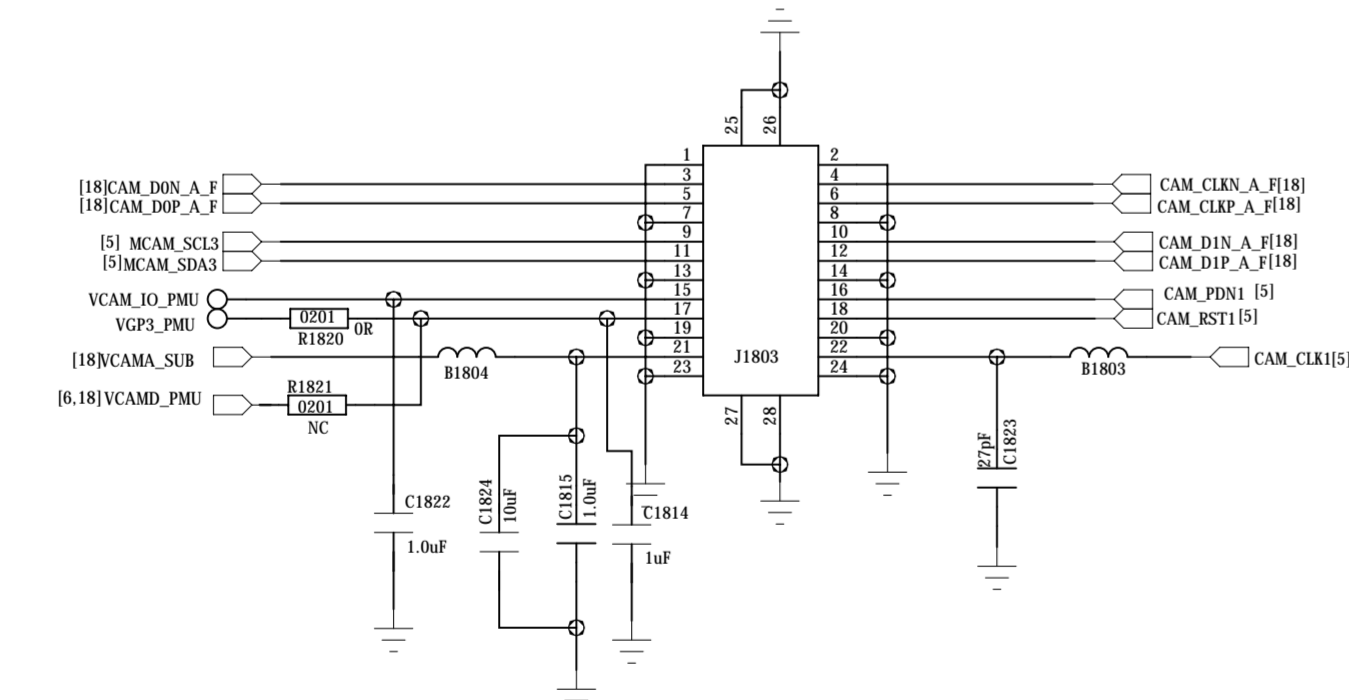 25
26
1
2
3
4
[18]CAM_D0N_A_F
CAM_CLKN_A_F[18]
5
6
[18]CAM_D0P_A_F
CAM_CLKP_A_F[18]
7
8
9
10
[5] MCAM_SCL3
CAM_D1N_A_F[18]
11
12
[5]MCAM_SDA3
CAM_D1P_A_F[18]
13
14
15
16
VCAM_IO_PMU
CAM_PDN1 [5]
17
18
VGP3_PMU
0201
0R
R1820
CAM_RST1[5]
19
20
21
22
[18]VCAMA_SUB
B1804
J1803
B1803
CAM_CLK1[5]
23
24
R1821
[6,18] VCAMD_PMU
0201
NC
27
28
27pF
C1823
C1822
1.0uF
C1824
10uF
C1815
1.0uF
C1814
1uF